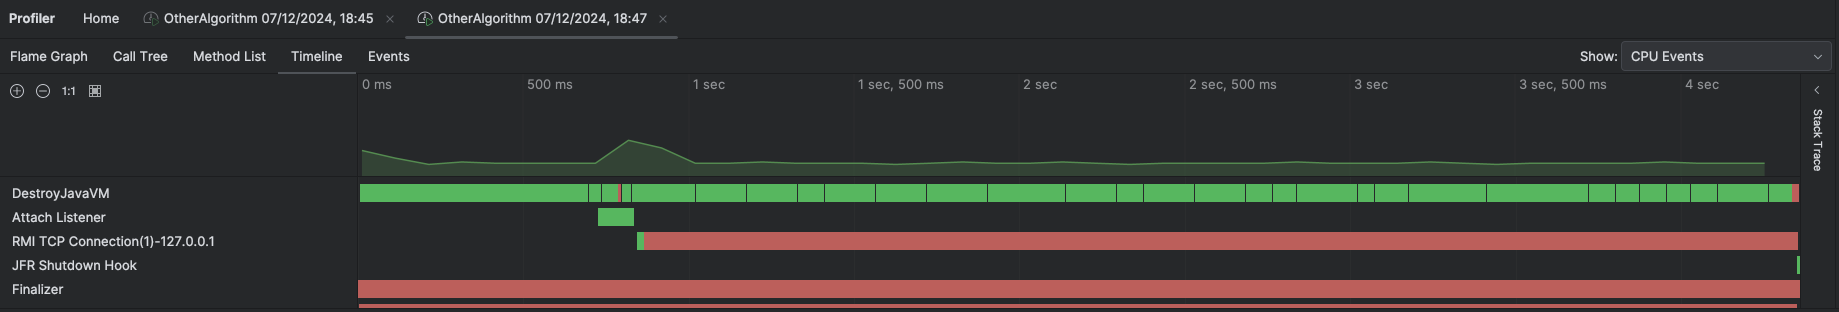 Profiler Home OtherAlgorithm 07/12/2024, 18:45 OtherAlgorithm 07/12/2024, 18:47
Flame Graph Call Tree Method List Timeline Events Show: CPU Events
1:1 0 ms 500 ms 1 sec 1 sec, 500 ms 2 sec 2 sec, 500 ms 3 sec 3 sec, 500 ms 4 sec
Stack Trace
DestroyJavaVM
Attach Listener
RMI TCP Connection(1)-127.0.0.1
JFR Shutdown Hook
Finalizer